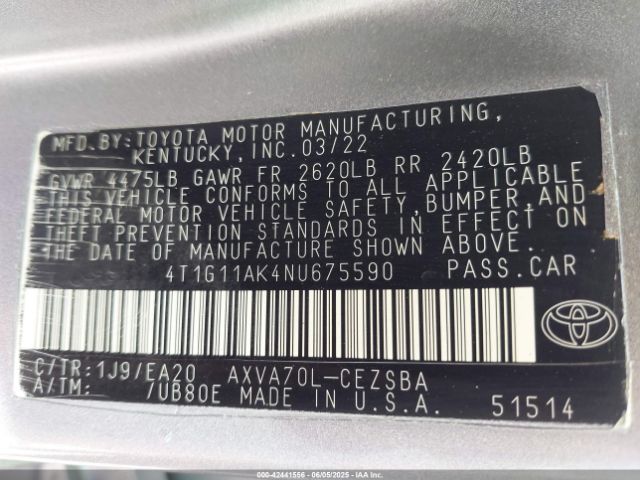 MFD.BY:TOYOTA MOTOR MANUFACTURING,
KENTUCKY,INC.03/22
GVWR 4475LB GAWR FR 2620LB RR 2420LB
THIS VEHICLE CONFORMS TO ALL APPLICABLE
FEDERAL MOTOR VEHICLE SAFETY,BUMPER,AND
THEFT PREVENTION STANDARDS IN EFFECT ON
THE DATE OF MANUFACTURE SHOWN ABOVE.
4T1G11AK4NU675590 PASS.CAR
C/TR:1J9/EA20 AXVA70L-CEZSBA
A/TM: /UB80E MADE IN U.S.A. 51514
000-42441556 | 06/05/2025 - IAA